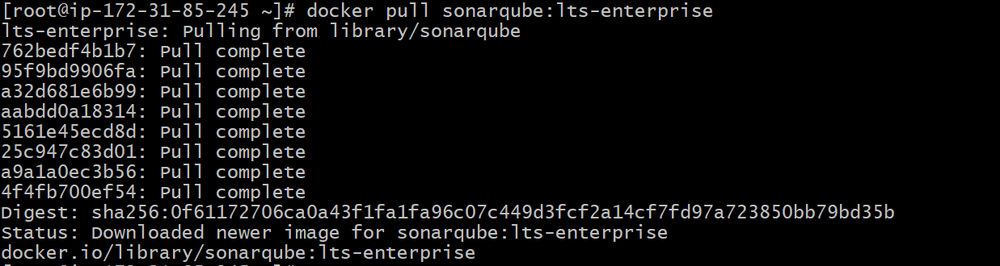 [root@ip-172-31-85-245 ~]# docker pull sonarqube:lts-enterprise
lts-enterprise: Pulling from library/sonarqube
762bedf4b1b7: Pull complete
95f9bd9906fa: Pull complete
a32d681e6b99: Pull complete
aabdd0a18314: Pull complete
5161e45ecd8d: Pull complete
25c947c83d01: Pull complete
a9a1a0ec3b56: Pull complete
4f4fb700ef54: Pull complete
Digest: sha256:0f61172706ca0a43f1fa1fa96c07c449d3fcf2a14cf7fd97a723850bb79bd35b
Status: Downloaded newer image for sonarqube:lts-enterprise
docker.io/library/sonarqube:lts-enterprise